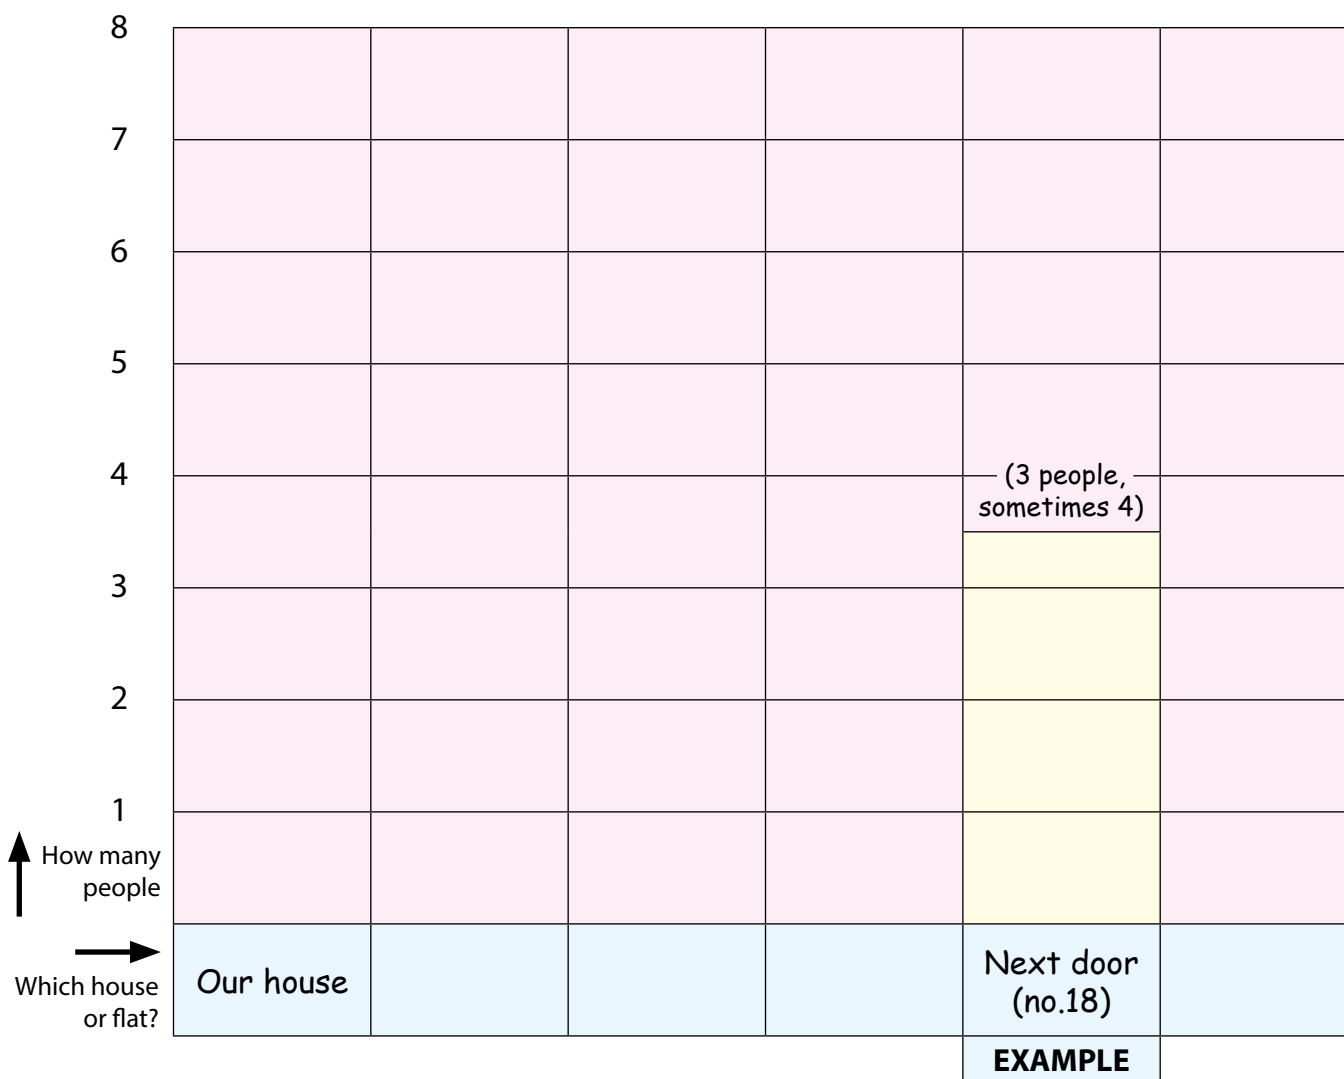 8
7
6
5
4
(3 people,
sometimes 4)
3
2
1
How many
people
Which house
or flat?
Our house
Next door
(no.18)
EXAMPLE